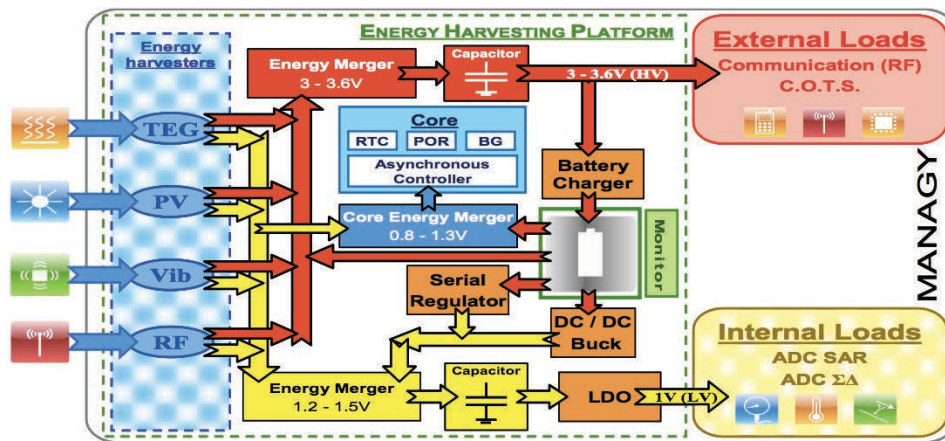 ENERGY HARVESTING PLATFORM
Energy
harvesters
TEG
PV
Vib
RF
Energy Merger
3 - 3.6V
Capacitor
3 - 3.6V (HV)
External Loads
Communication (RF)
C.O.T.S.
Core
RTC
POR
BG
Asynchronous
Controller
Battery
Charger
Core Energy Merger
0.8 - 1.3V
Monitor
Serial
Regulator
DC / DC
Buck
MANAGY
Energy Merger
1.2 - 1.5V
Capacitor
LDO
1V (LV)
Internal Loads
ADC SAR
ADC ΣΔ